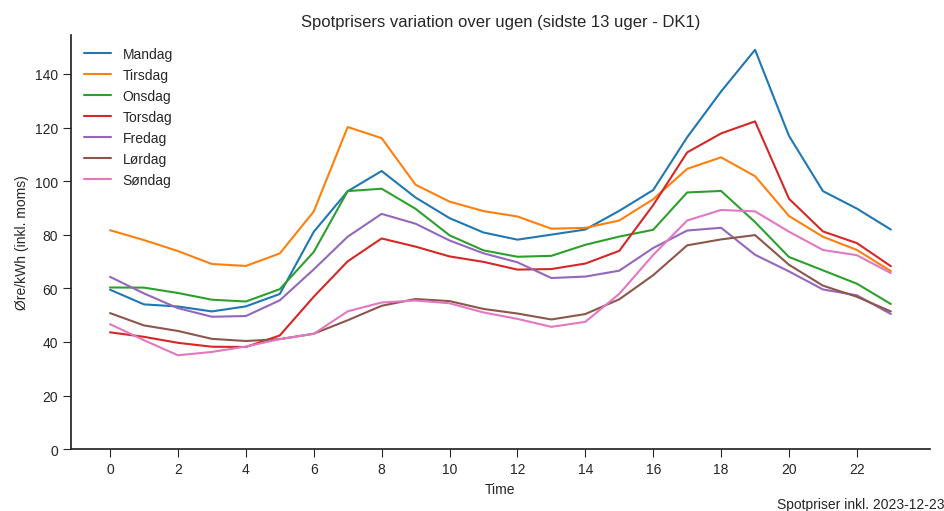 Spotprisers variation over ugen (sidste 13 uger - DK1)
Mandag
Tirsdag
Onsdag
Torsdag
Fredag
Lørdag
Søndag
Øre/kWh (inkl. moms)
140
120
100
80
60
40
20
0
0 2 4 6 8 10 12 14 16 18 20 22
Time
Spotpriser inkl. 2023-12-23